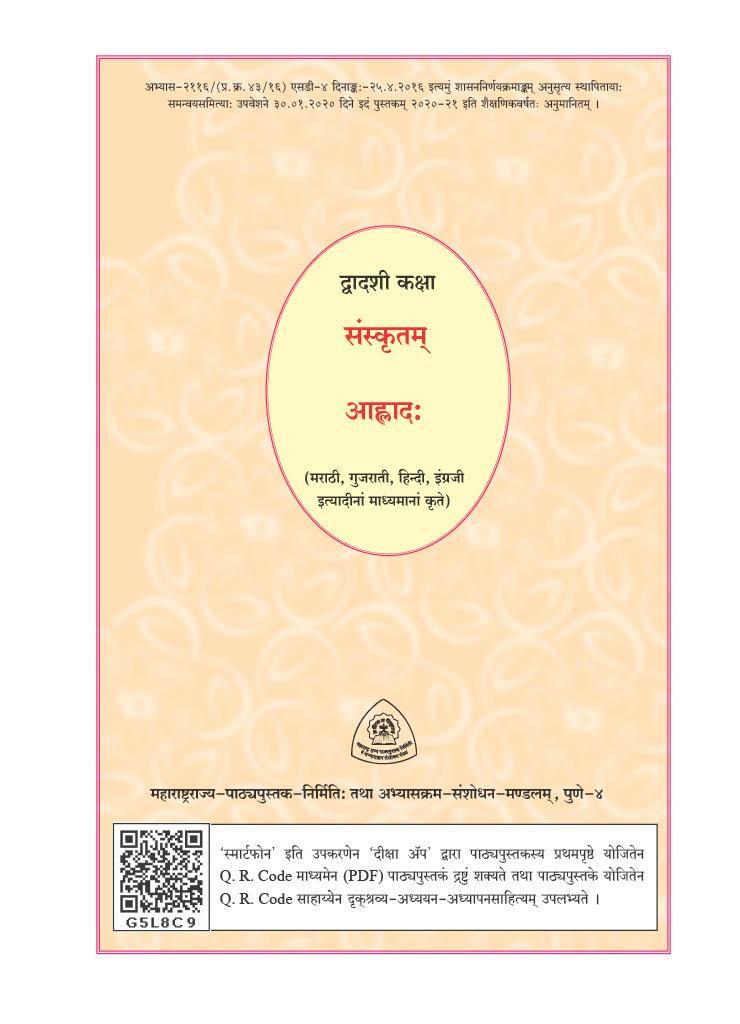 अभ्यास-२११६/(प्र.क्र.४३/१६) एसडी-४ दिनाङ्क:-२५.४.२०१६ इत्यमुं शासननिर्णयक्रमाङ्कम् अनुसृत्य स्थापिताया:
समन्वयसमित्या: उपवेशने ३०.०१.२०२० दिने इदं पुस्तकम् २०२०-२१ इति शैक्षणिकवर्षतः अनुमानितम् ।
द्वादशी कक्षा
संस्कृतम्
आह्लाद:
(मराठी, गुजराती, हिन्दी, इंग्रजी
इत्यादीनां माध्यमानां कृते)
महाराष्ट्रराज्य-पाठ्यपुस्तक-निर्मिति: तथा अभ्यासक्रम-संशोधन-मण्डलम् , पुणे-४
‘स्मार्टफोन’ इति उपकरणेन ‘दीक्षा ॲप’ द्वारा पाठ्यपुस्तकस्य प्रथमपृष्ठे योजितेन
Q. R. Code माध्यमेन (PDF) पाठ्यपुस्तकं द्रष्टुं शक्यते तथा पाठ्यपुस्तके योजितेन
Q. R. Code साहाय्येन दृक्‌श्रव्य-अध्ययन-अध्यापनसाहित्यम् उपलभ्यते ।
G5L8C9